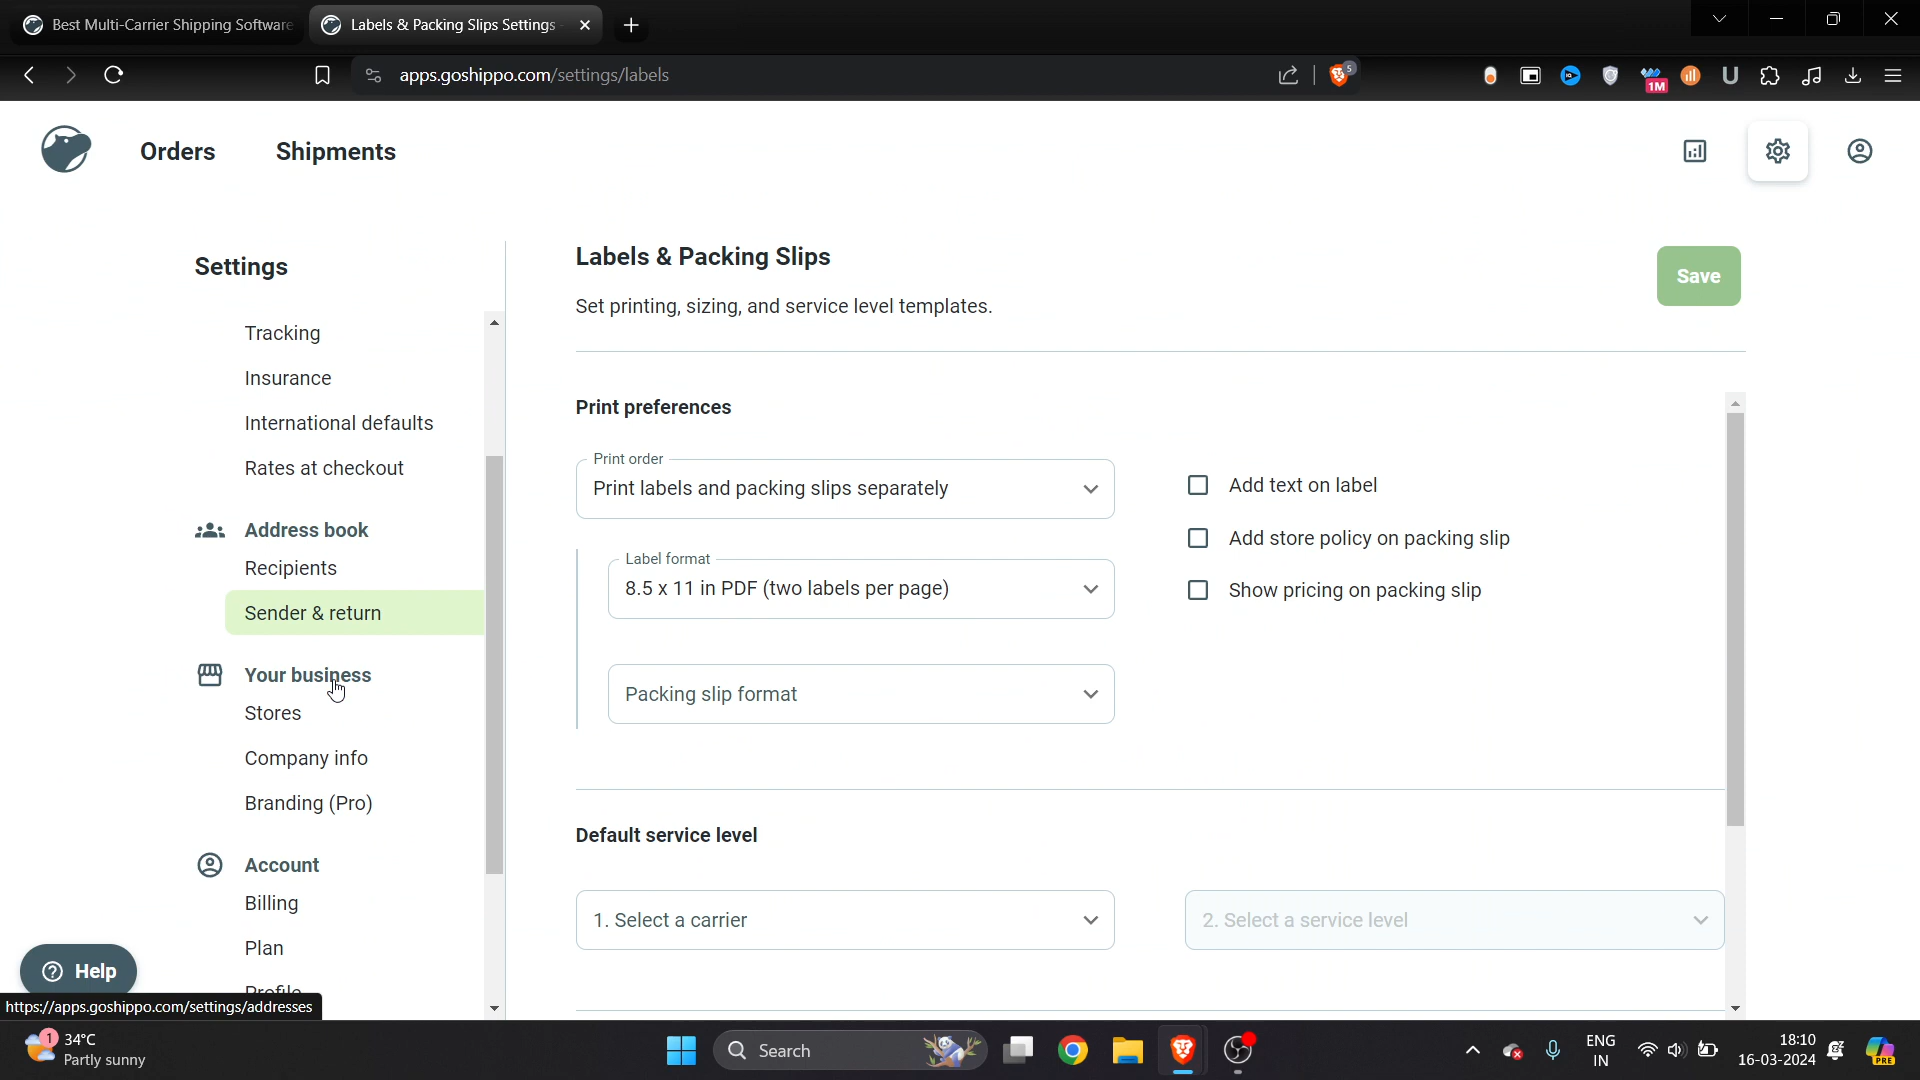 Best Multi-Carrier Shipping Software
Labels & Packing Slips Settings
apps.goshippo.com/settings/labels
5
1M
Orders
Shipments
Settings
Tracking
Insurance
International defaults
Rates at checkout
Address book
Recipients
Sender & return
Your business
Stores
Company info
Branding (Pro)
Account
Billing
Plan
Profile
Help
https://apps.goshippo.com/settings/addresses
Labels & Packing Slips
Set printing, sizing, and service level templates.
Save
Print preferences
Print order
Print labels and packing slips separately
Label format
8.5 x 11 in PDF (two labels per page)
Packing slip format
Add text on label
Add store policy on packing slip
Show pricing on packing slip
Default service level
1. Select a carrier
2. Select a service level
1
34°C
Partly sunny
Search
ENG
IN
18:10
16-03-2024
PRE